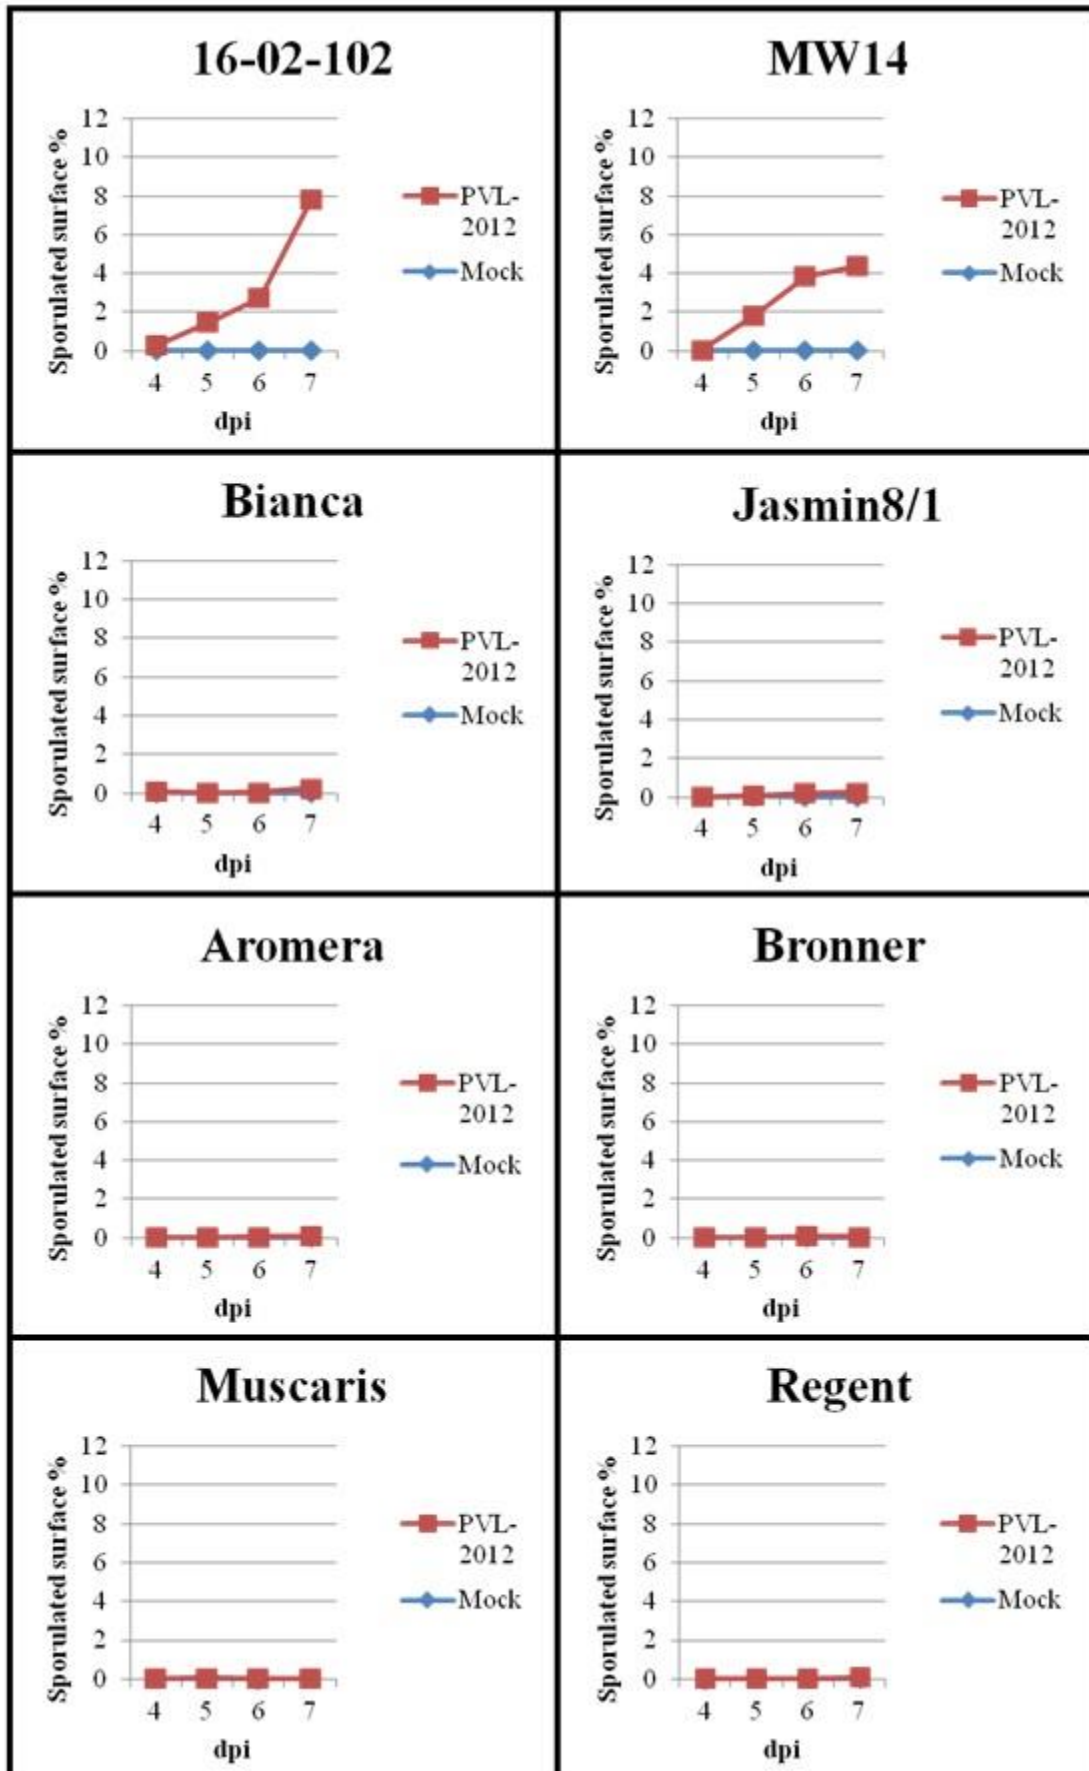 16-02-102
Sporulated surface %
12
10
8
6
4
2
0
4 5 6 7
dpi
PVL-
2012
Mock
MW14
Sporulated surface %
12
10
8
6
4
2
0
4 5 6 7
dpi
PVL-
2012
Mock
Bianca
Sporulated surface %
12
10
8
6
4
2
0
4 5 6 7
dpi
PVL-
2012
Mock
Jasmin8/1
Sporulated surface %
12
10
8
6
4
2
0
4 5 6 7
dpi
PVL-
2012
Mock
Aromera
Sporulated surface %
12
10
8
6
4
2
0
4 5 6 7
dpi
PVL-
2012
Mock
Bronner
Sporulated surface %
12
10
8
6
4
2
0
4 5 6 7
dpi
PVL-
2012
Mock
Muscaris
Sporulated surface %
12
10
8
6
4
2
0
4 5 6 7
dpi
PVL-
2012
Mock
Regent
Sporulated surface %
12
10
8
6
4
2
0
4 5 6 7
dpi
PVL-
2012
Mock